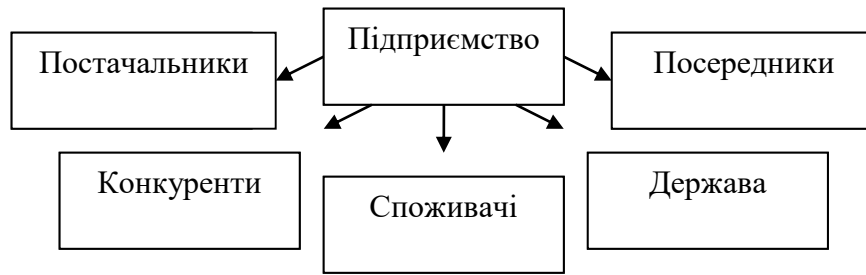 Підприємство
Постачальники
Посередники
Конкуренти
Споживачі
Держава